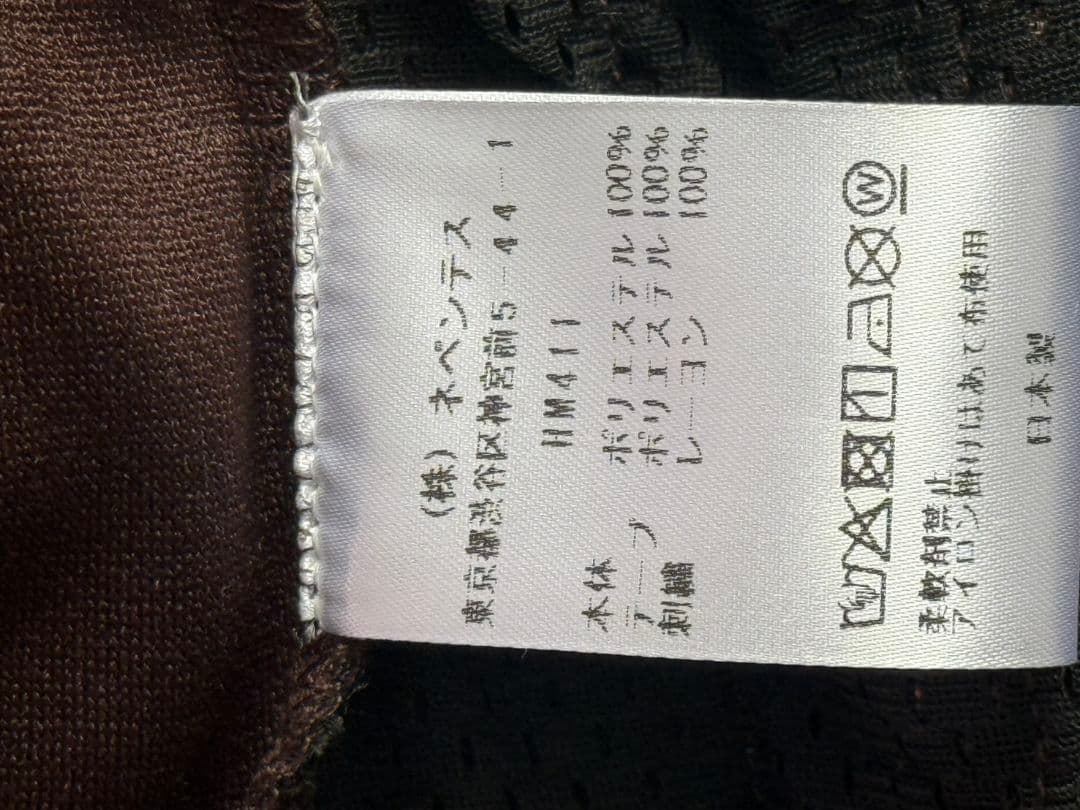 (株) ネペンテス
東京都渋谷区神宮前5-44-1
HM411
本体 ポリエステル 100%
テープ ポリエステル 100%
刺繍 レーヨン 100%
W
柔軟剤禁止
アイロン掛けはあて布使用
日本製